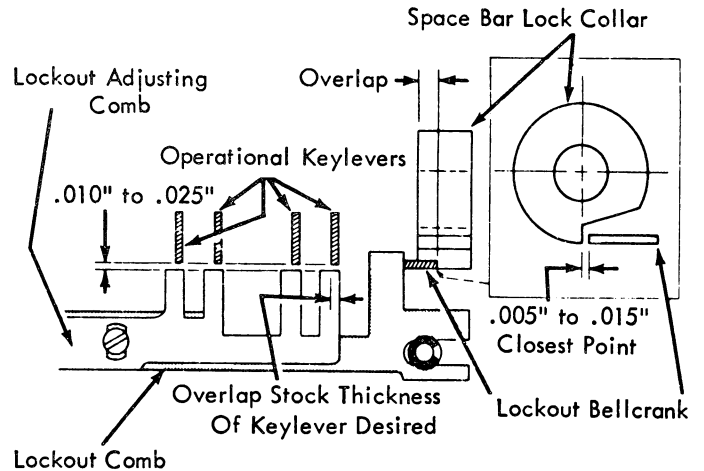 Space Bar Lock Collar
Lockout Adjusting
Comb
Overlap
Operational Keylevers
.010" to .025"
.005" to .015"
Closest Point
Overlap Stock Thickness
Of Keylever Desired
Lockout Bellcrank
Lockout Comb